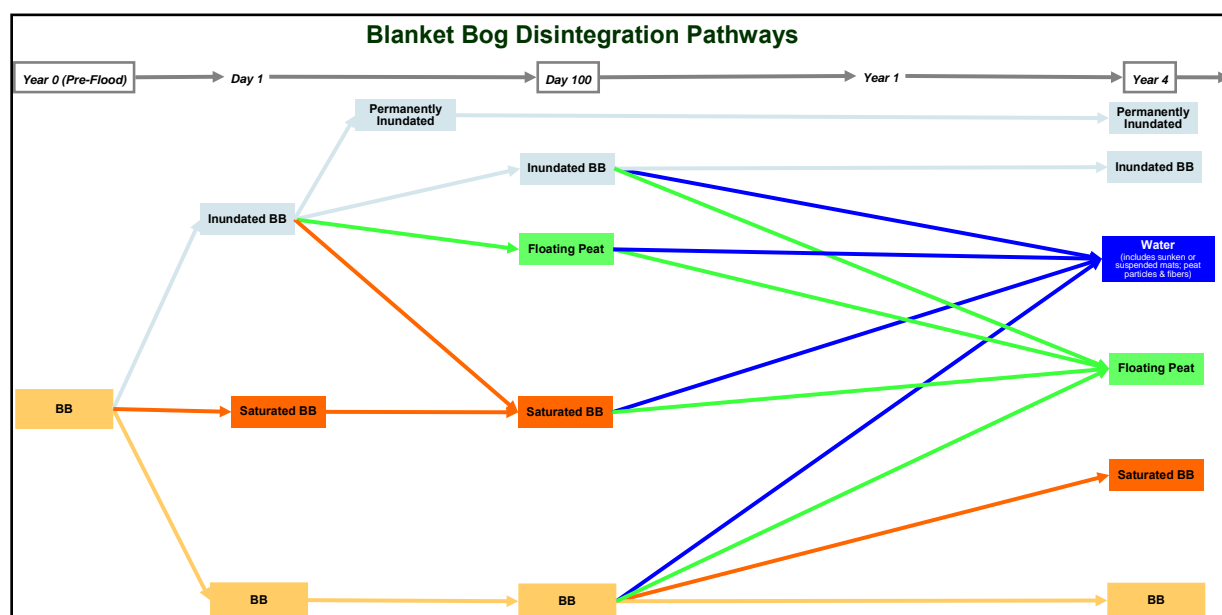 Blanket Bog Disintegration Pathways
Year 0 (Pre-Flood) Day 1 Day 100 Year 1 Year 4
Permanently
Inundated
Permanently
Inundated
Inundated BB
Inundated BB
Inundated BB
Floating Peat
Water
(includes sunken or
suspended mats; peat
particles & fibers)
Floating Peat
BB
Saturated BB
Saturated BB
Saturated BB
BB
BB
BB